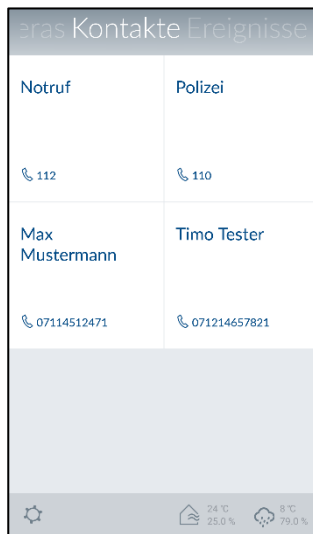 eras Kontakte Ereignisse
Notruf
Polizei
112
110
Max
Mustermann
Timo Tester
07114512471
071214657821
24 °C
25.0 %
8 °C
79.0 %